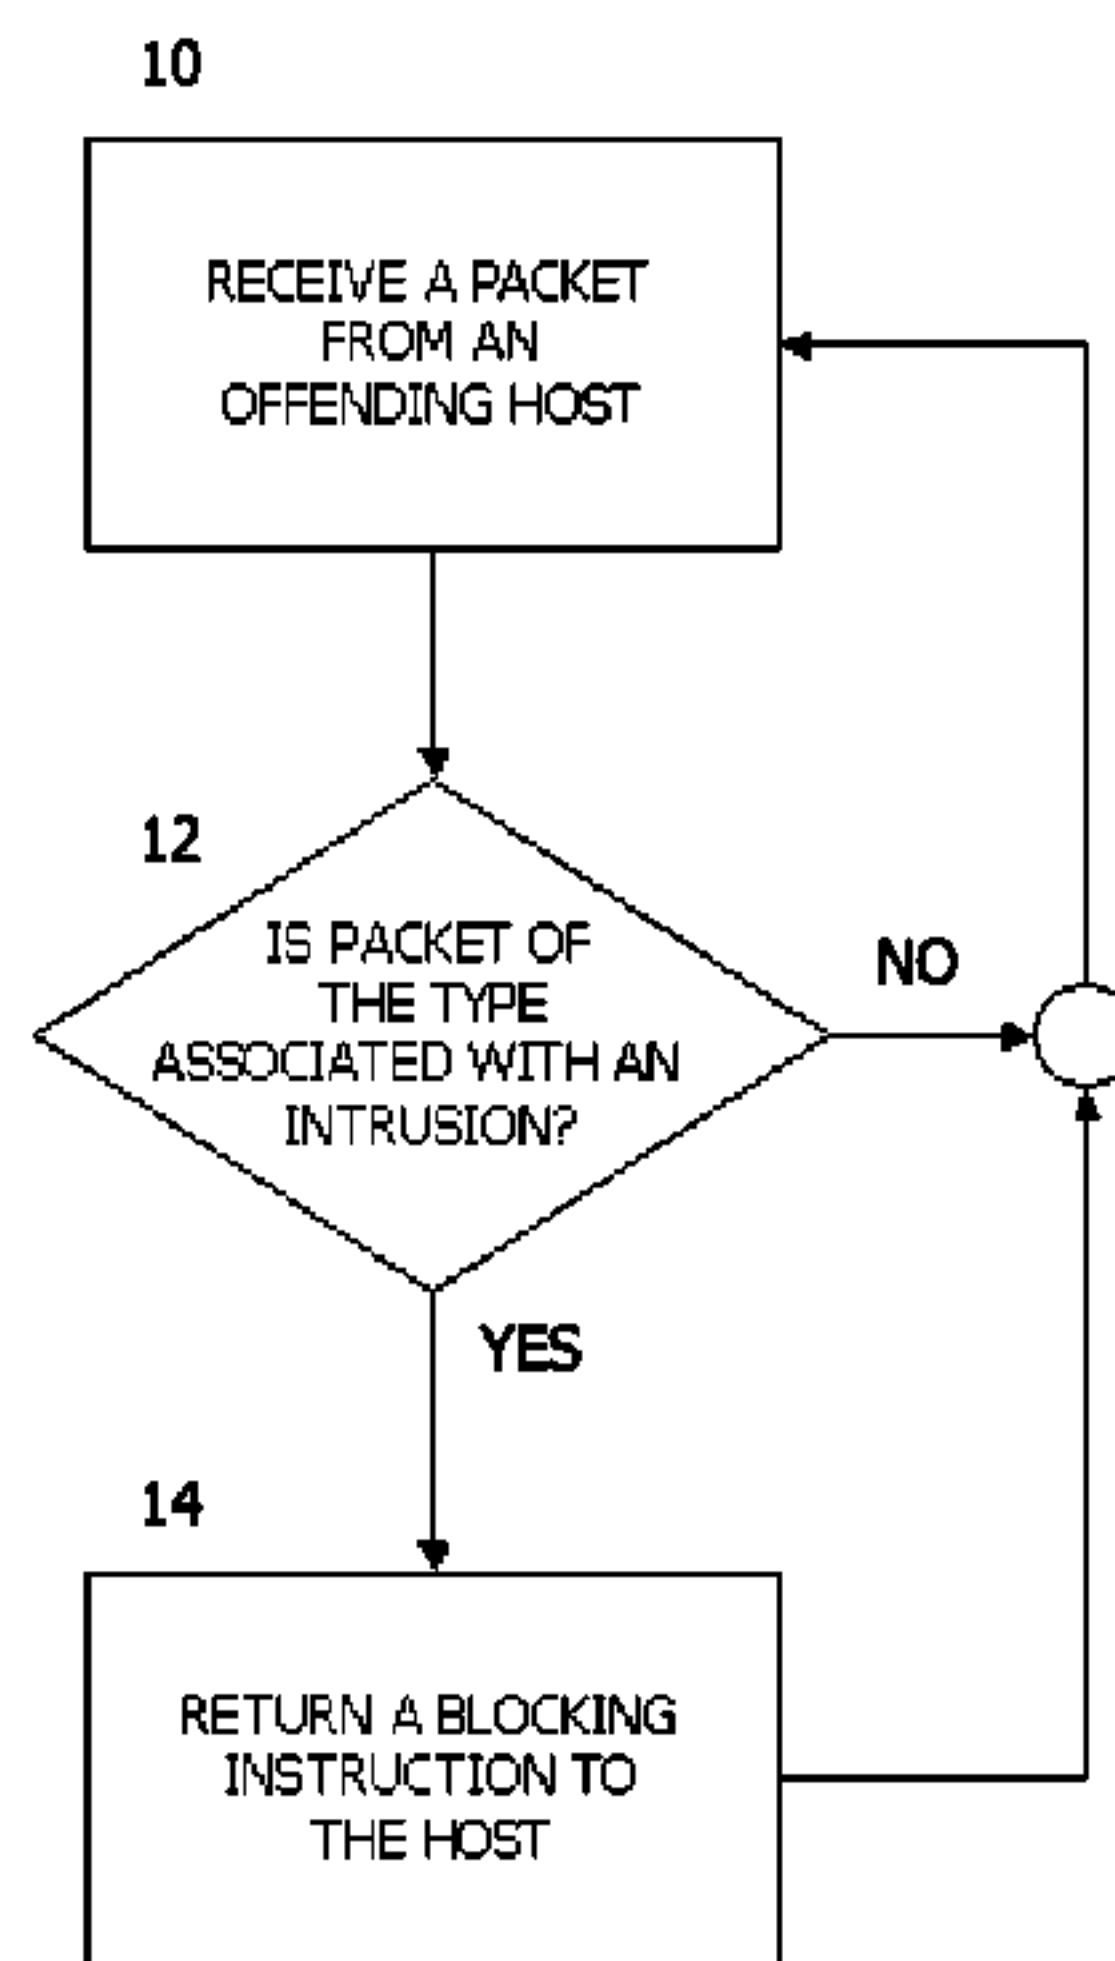 10
RECEIVE A PACKET
FROM AN
OFFENDING HOST
12
IS PACKET OF
THE TYPE
ASSOCIATED WITH AN
INTRUSION?
NO
YES
14
RETURN A BLOCKING
INSTRUCTION TO
THE HOST